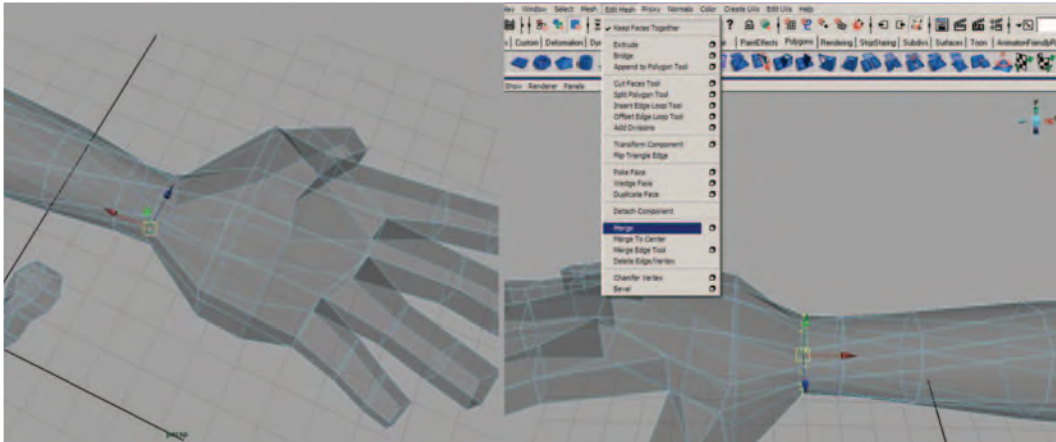 Window Select Mesh Edit Mesh Proxy Normals Color Create UVs Edit UVs Help
Custom Deformation
PaintEffects Polygons Rendering Subdivs Surfaces Toon
Show Renderer Panels
Keep Faces Together
Extrude
Bridge
Append to Polygon Tool
Cut Faces Tool
Split Polygon Tool
Insert Edge Loop Tool
Offset Edge Loop Tool
Add Divisions
Transform Component
Flip Triangle Edge
Poke Face
Wedge Face
Duplicate Face
Detach Component
Merge
Merge To Center
Merge Edge Tool
Delete Edge/Vertex
Chamfer Vertex
Bevel
persp